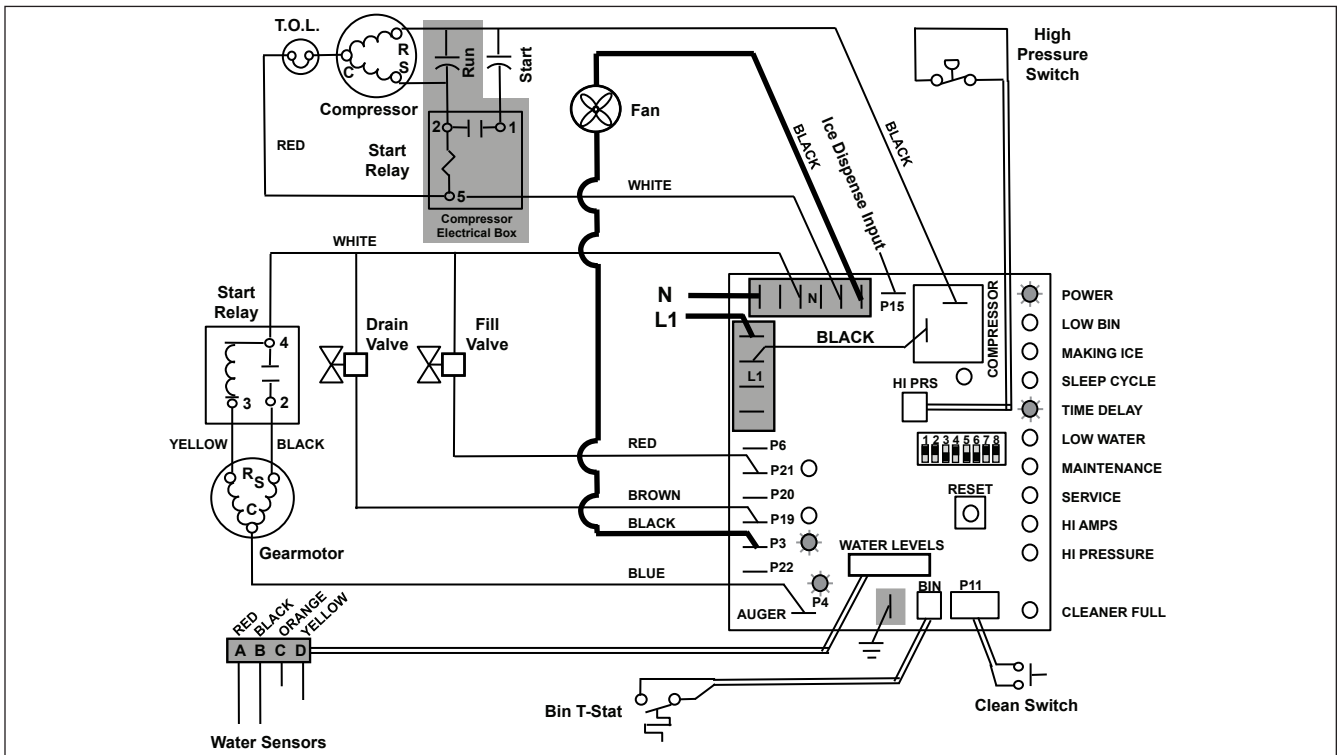 T.O.L.
R
S
C
Compressor
Run
Start
Fan
High
Pressure
Switch
RED
Start
Relay
2
1
5
Compressor
Electrical Box
WHITE
BLACK
Ice Dispense Input
BLACK
WHITE
Start
Relay
4
3
2
Drain
Valve
Fill
Valve
N
L1
N
P15
COMPRESSOR
BLACK
L1
HI PRS
1 2 3 4 5 6 7 8
RESET
POWER
LOW BIN
MAKING ICE
SLEEP CYCLE
TIME DELAY
LOW WATER
MAINTENANCE
SERVICE
HI AMPS
HI PRESSURE
CLEANER FULL
YELLOW
BLACK
R
S
C
Gearmotor
RED
BROWN
BLACK
BLUE
P6
P21
P20
P19
P3
P22
P4
AUGER
WATER LEVELS
BIN
P11
RED
BLACK
ORANGE
YELLOW
A B C D
Water Sensors
Bin T-Stat
Clean Switch